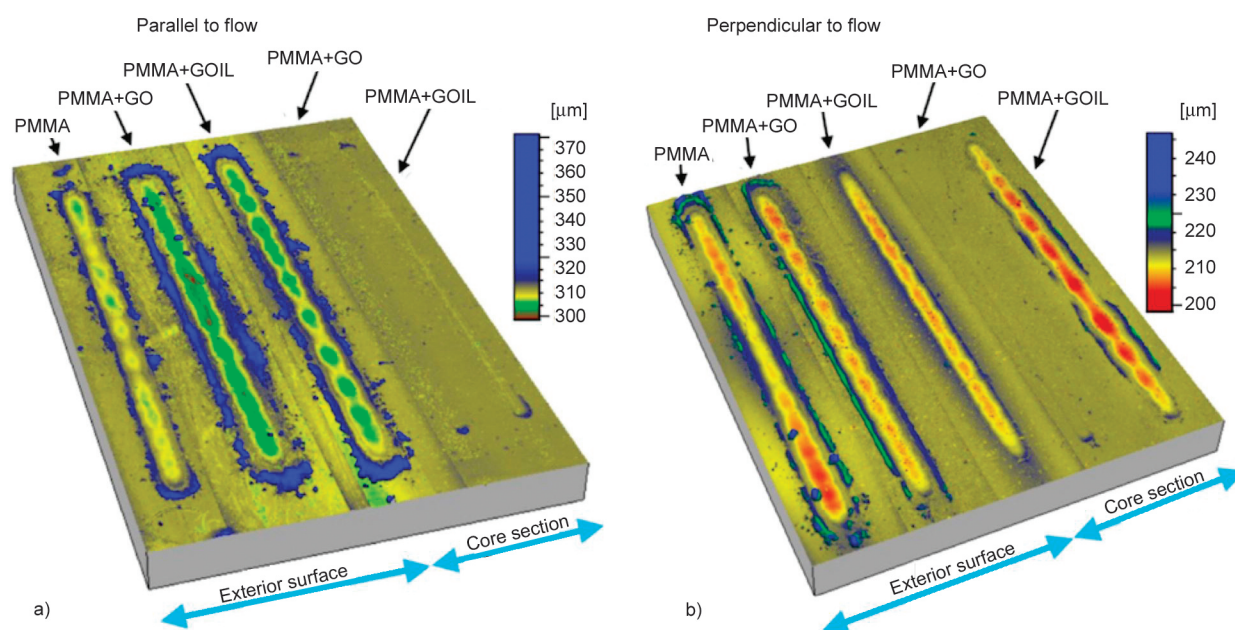 Parallel to flow
PMMA+GO
PMMA+GOIL
PMMA+GO
PMMA+GOIL
PMMA
[µm]
370
350
340
330
320
310
300
Core section
Exterior surface
a)
Perpendicular to flow
PMMA+GO
PMMA+GOIL
PMMA+GOIL
PMMA+GO
PMMA
[µm]
240
230
220
210
200
Core section
Exterior surface
b)